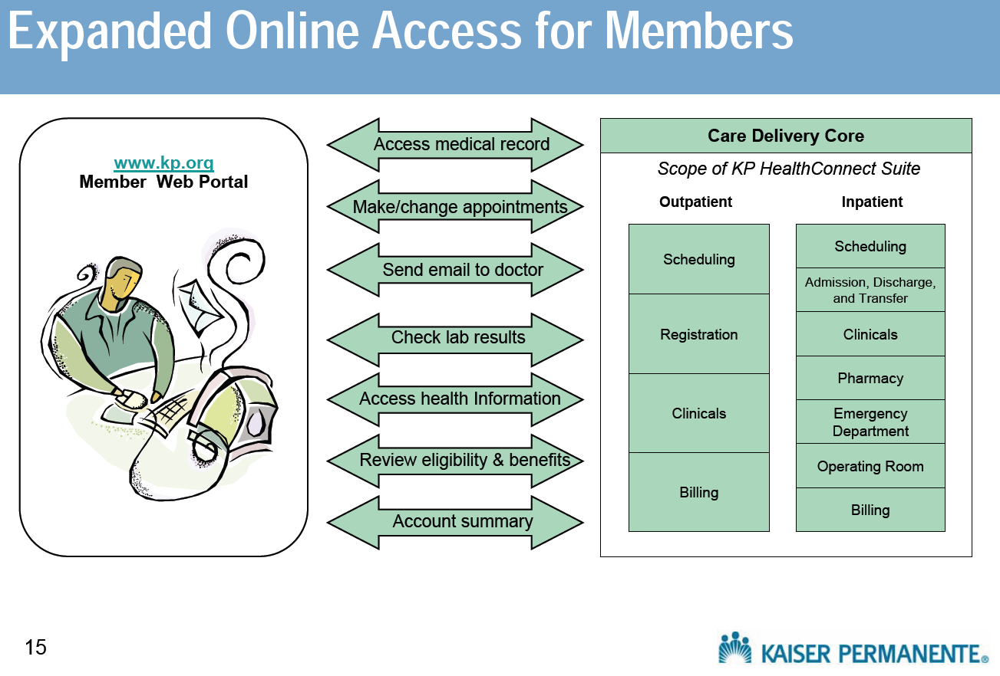 Expanded Online Access for Members
www.kp.org
Member Web Portal
Access medical record
Make/change appointments
Send email to doctor
Check lab results
Access health Information
Review eligibility & benefits
Account summary
Care Delivery Core
Scope of KP HealthConnect Suite
Outpatient
Scheduling
Registration
Clinicals
Billing
Inpatient
Scheduling
Admission, Discharge,
and Transfer
Clinicals
Pharmacy
Emergency
Department
Operating Room
Billing
15
KAISER PERMANENTE®